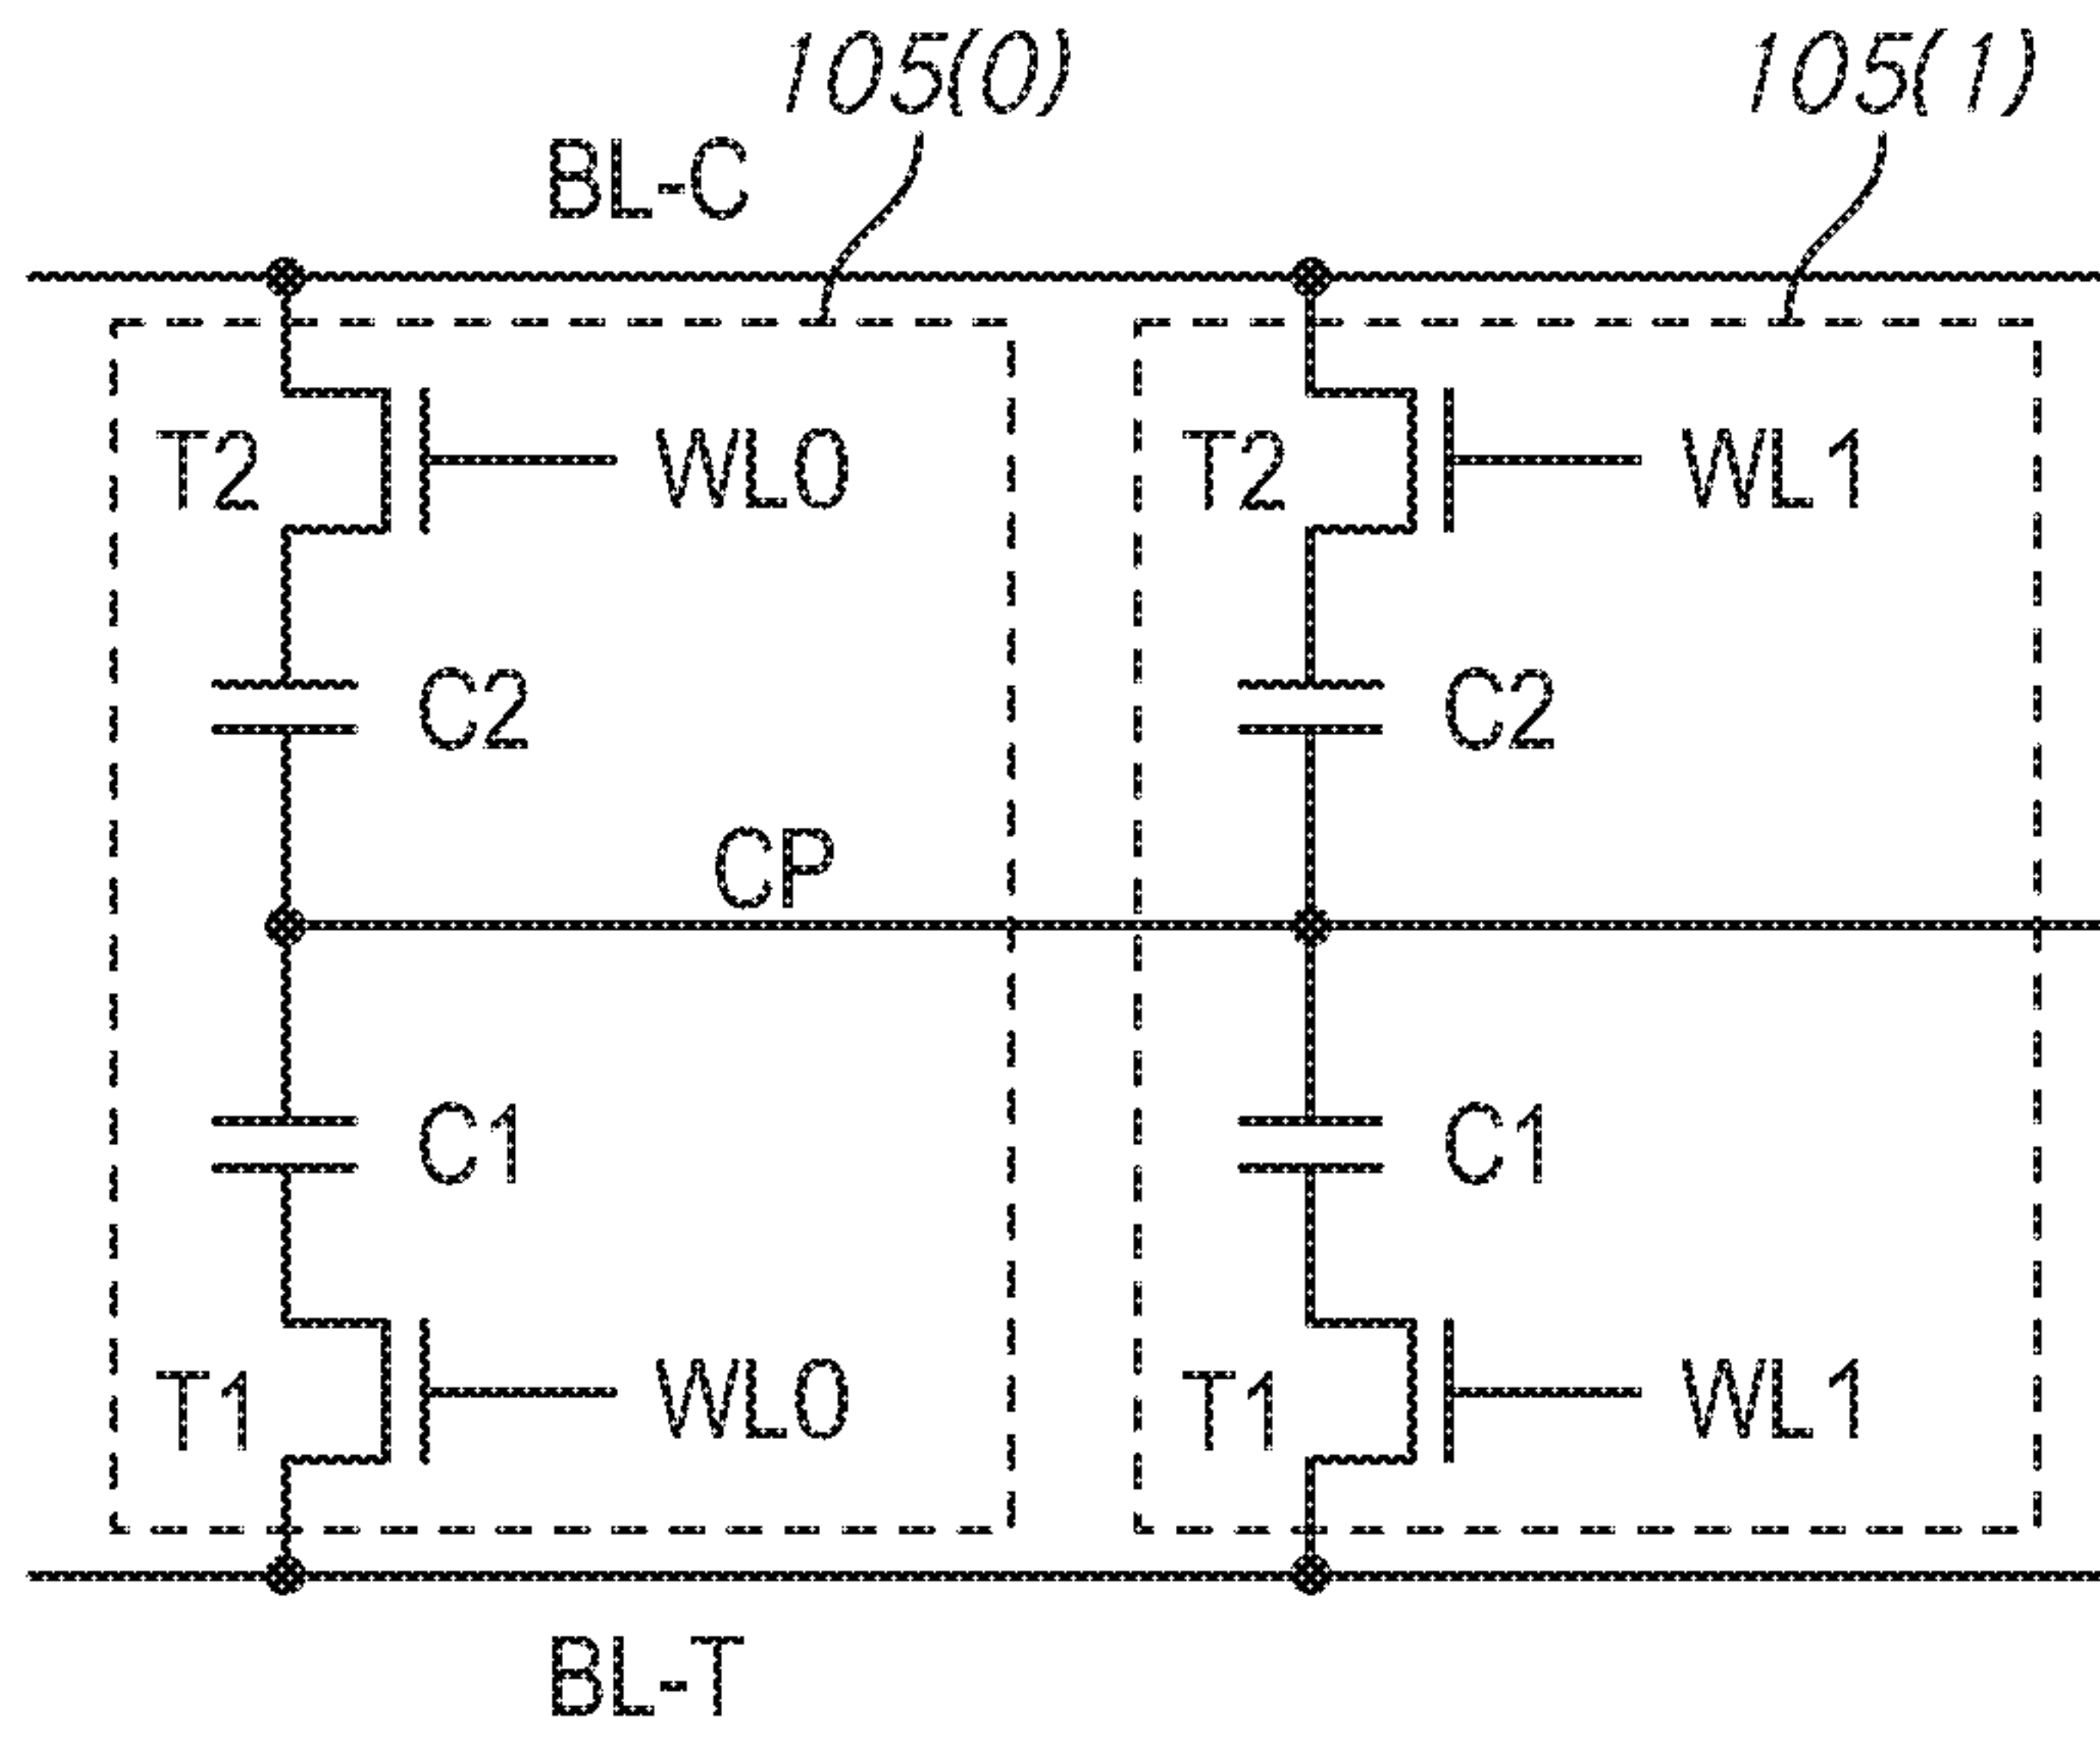 105(0) 105(1)
BL-C
T2 WL0 T2 WL1
C2 C2
CP
C1 C1
T1 WL0 T1 WL1
BL-T